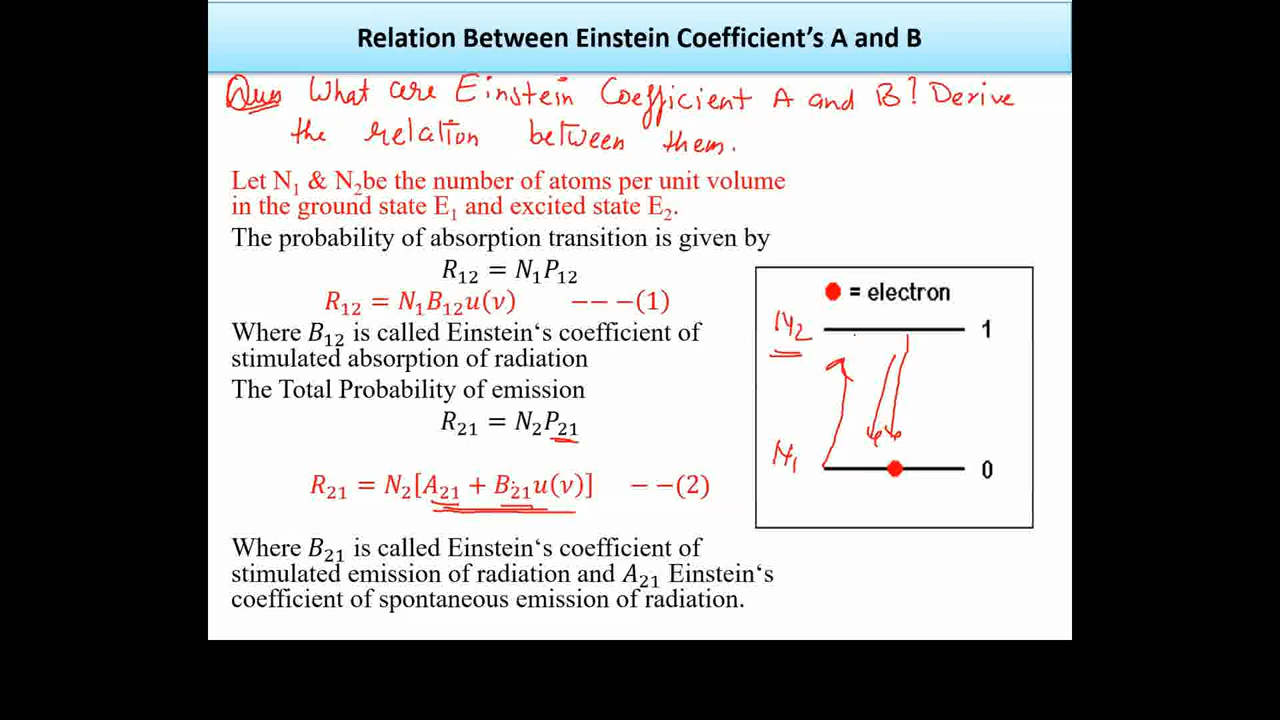 Relation Between Einstein Coefficient's A and B
Ques What are Einstein Coefficient A and B? Derive
the relation between them.
Let N₁ & N₂be the number of atoms per unit volume
in the ground state E₁ and excited state E₂.
The probability of absorption transition is given by
R₁₂ = N₁P₁₂
R₁₂ = N₁B₁₂u(ν) −−−(1)
Where B₁₂ is called Einstein‘s coefficient of
stimulated absorption of radiation
The Total Probability of emission
R₂₁ = N₂P₂₁
R₂₁ = N₂[A₂₁ + B₂₁u(ν)] −−(2)
Where B₂₁ is called Einstein‘s coefficient of
stimulated emission of radiation and A₂₁ Einstein‘s
coefficient of spontaneous emission of radiation.
= electron
N₂ 1
N₁ 0